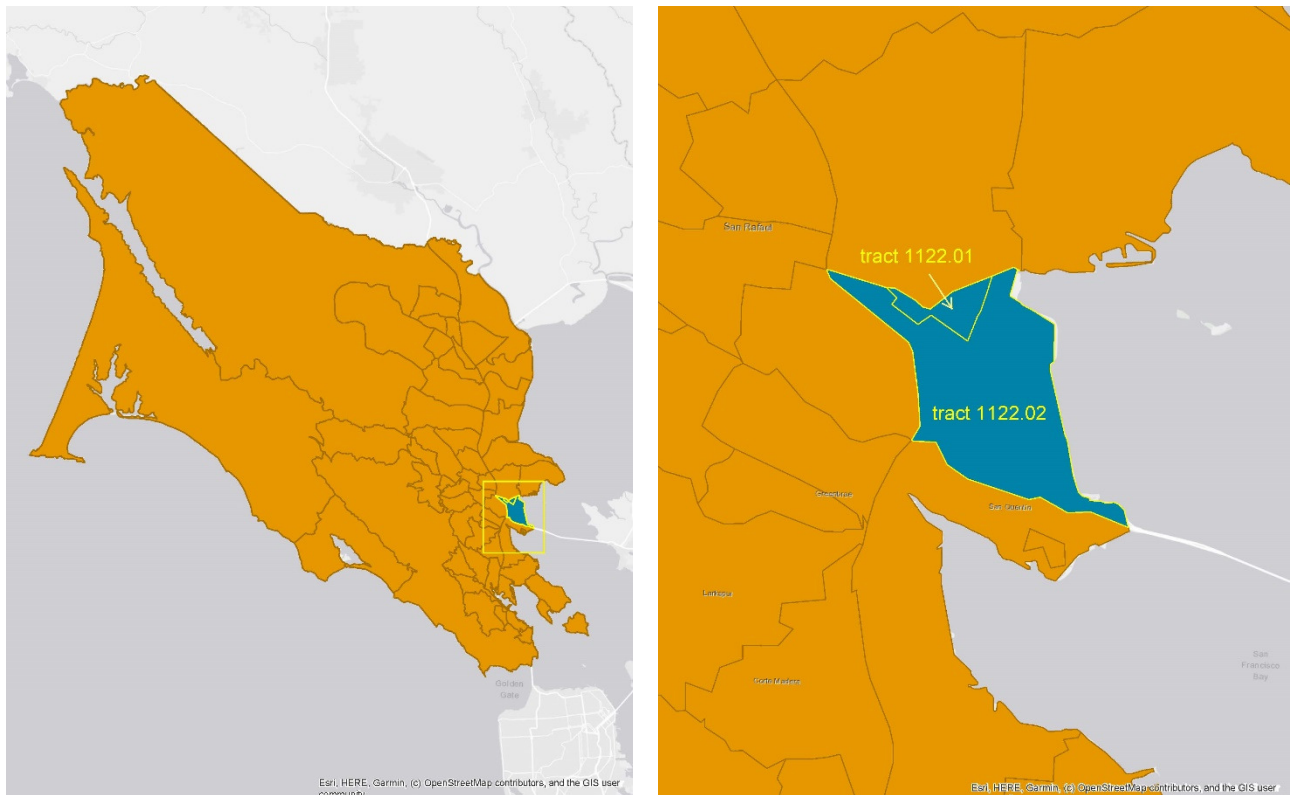 Golden
Gate
Esri, HERE, Garmin, (c) OpenStreetMap contributors, and the GIS user
community
San Rafael
tract 1122.01
tract 1122.02
Greenbrae
San Quentin
Larkspur
Corte Madera
San
Francisco
Bay
Esri, HERE, Garmin, (c) OpenStreetMap contributors, and the GIS user